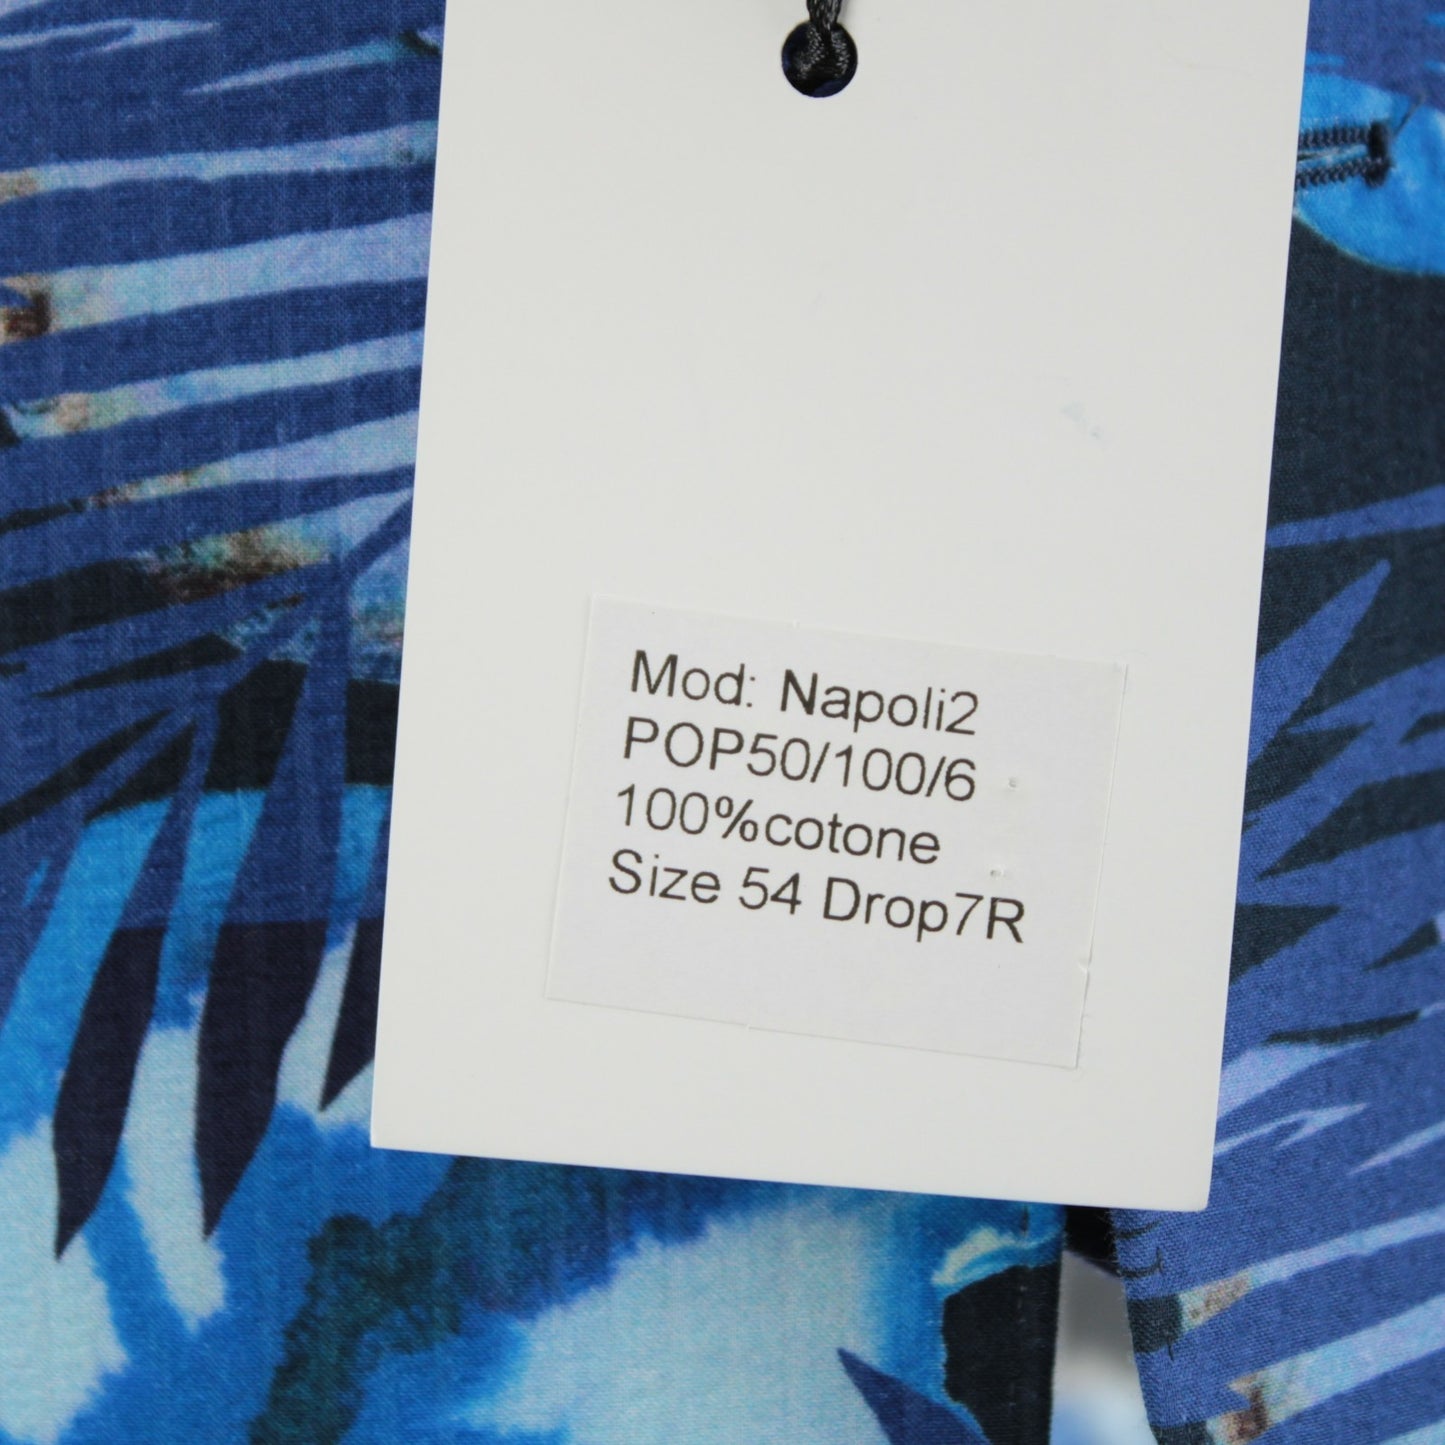 Mod: Napoli2
POP50/100/6
100%cotone
Size 54 Drop7R